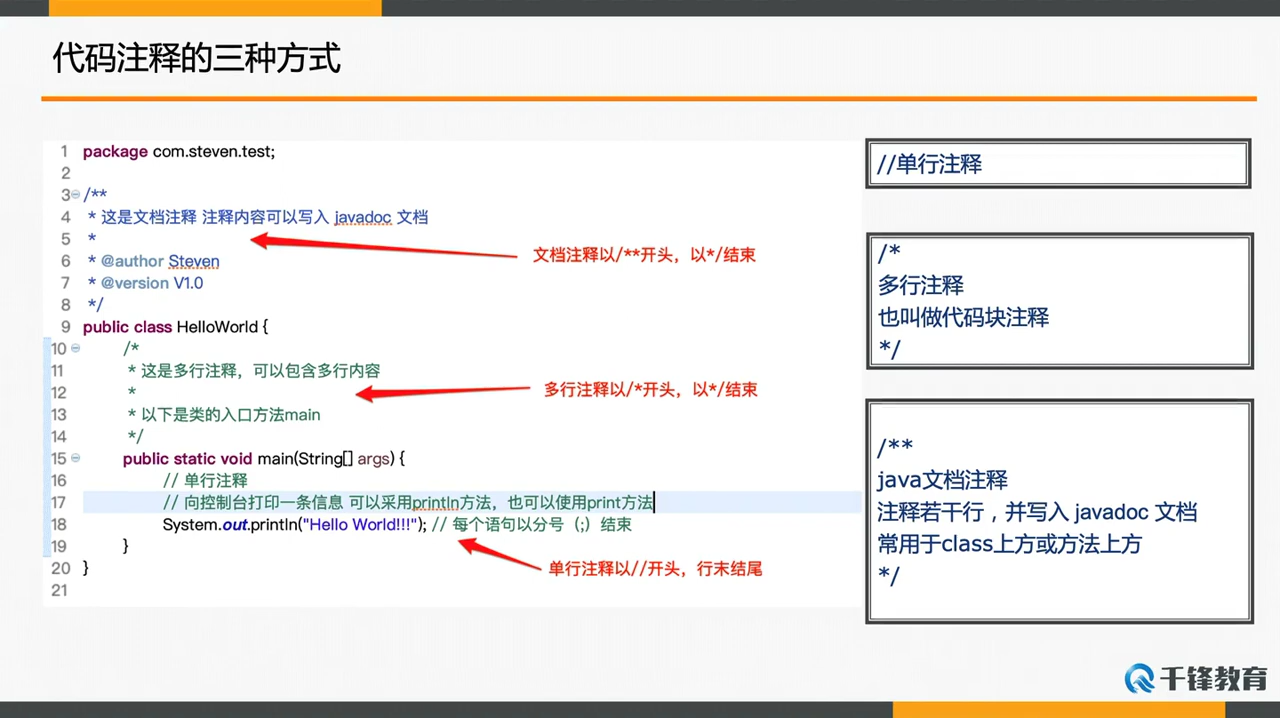 代码注释的三种方式
1 package com.steven.test;
2
3 /**
4 * 这是文档注释 注释内容可以写入 javadoc 文档
5 *
6 * @author Steven
7 * @version V1.0
8 */
9 public class HelloWorld {
10 /*
11 * 这是多行注释，可以包含多行内容
12 *
13 * 以下是类的入口方法main
14 */
15 public static void main(String[] args) {
16 // 单行注释
17 // 向控制台打印一条信息 可以采用println方法，也可以使用print方法
18 System.out.println("Hello World!!!"); // 每个语句以分号（;）结束
19 }
20 }
21
文档注释以/**开头，以*/结束
多行注释以/*开头，以*/结束
单行注释以//开头，行末结尾
//单行注释
/*
多行注释
也叫做代码块注释
*/
/**
java文档注释
注释若干行，并写入 javadoc 文档
常用于class上方或方法上方
*/
千锋教育